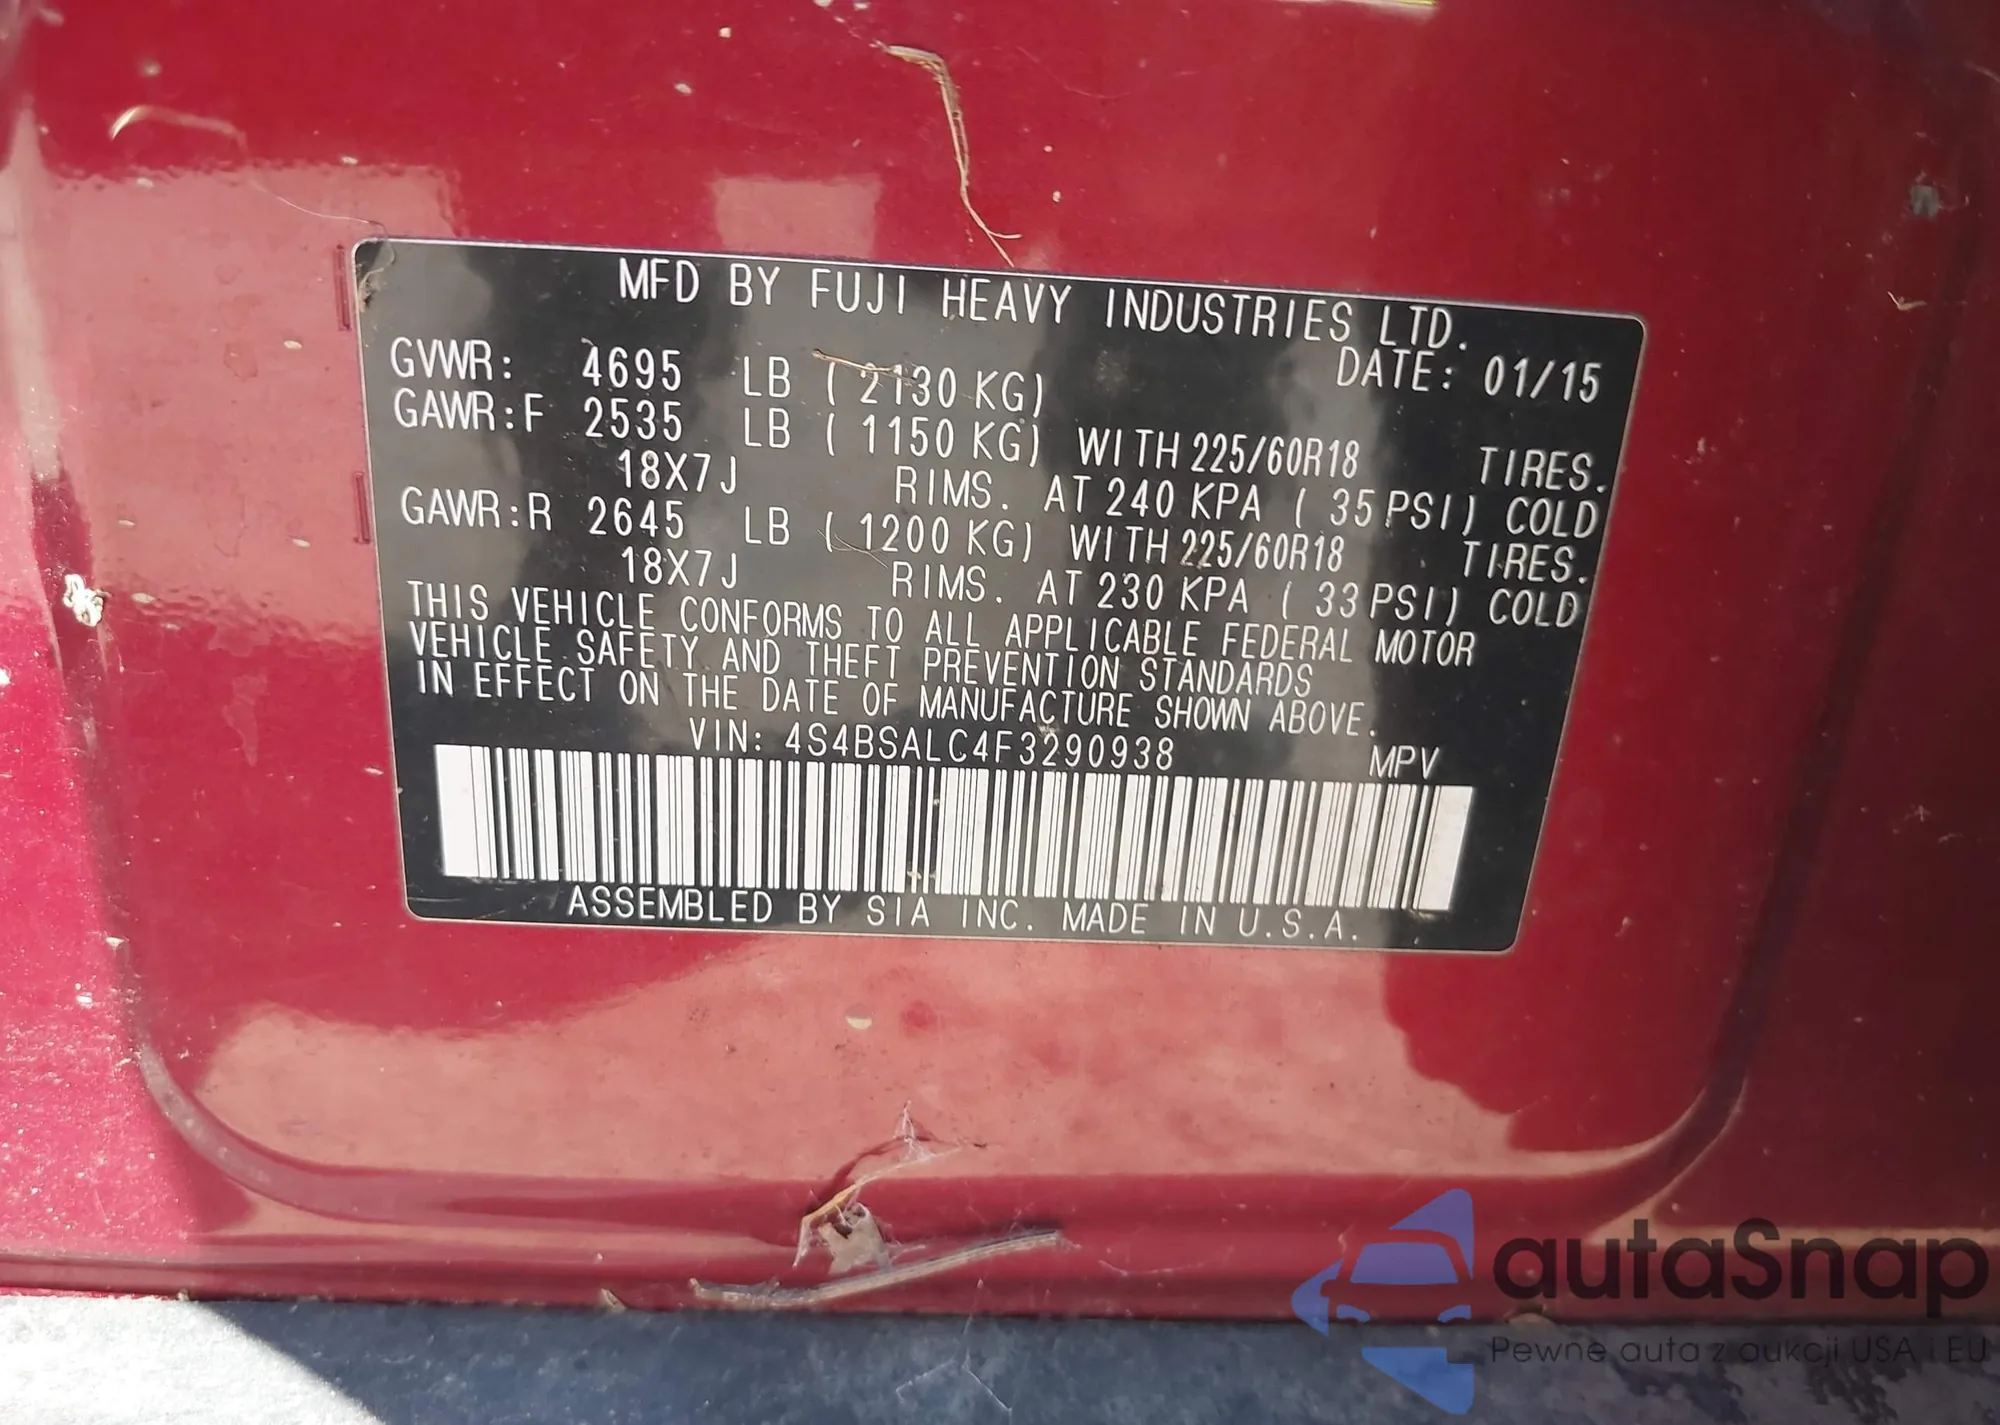 MFD BY FUJI HEAVY INDUSTRIES LTD.
DATE: 01/15
GVWR: 4695 LB ( 2130 KG)
GAWR:F 2535 LB ( 1150 KG) WITH 225/60R18 TIRES.
18X7J RIMS. AT 240 KPA ( 35 PSI) COLD
GAWR:R 2645 LB ( 1200 KG) WITH 225/60R18 TIRES.
18X7J RIMS. AT 230 KPA ( 33 PSI) COLD
THIS VEHICLE CONFORMS TO ALL APPLICABLE FEDERAL MOTOR
VEHICLE SAFETY AND THEFT PREVENTION STANDARDS
IN EFFECT ON THE DATE OF MANUFACTURE SHOWN ABOVE.
VIN: 4S4BSALC4F3290938 MPV
ASSEMBLED BY SIA INC. MADE IN U.S.A.
autaSnap
Pewne auta z aukcji USA i EU